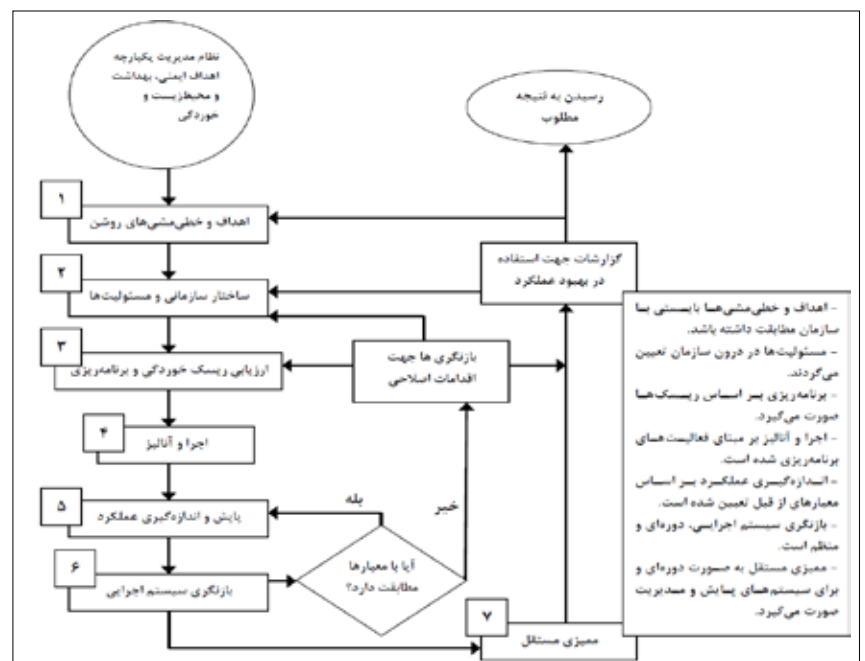 نظام مدیریت یکپارچه
اهداف ایمنی، بهداشت
و محیط‌زیست و
خوردگی
رسیدن به نتیجه
مطلوب
۱
اهداف و خطی‌مشی‌های روشن
۲
ساختار سازمانی و مسئولیت‌ها
گزارشات جهت استفاده
در بهبود عملکرد
۳
ارزیابی ریسک خوردگی و برنامه‌ریزی
بازنگری ها جهت
اقدامات اصلاحی
۴
اجرا و آنالیز
۵
پایش و اندازه‌گیری عملکرد
بله
خیر
۶
بازنگری سیستم اجرایی
آیا با معیارها
مطابقت دارد؟
۷
ممیزی مستقل
- اهداف و خطی‌مشی‌ها بایستی با
سازمان مطابقت داشته باشد.
- مسئولیت‌ها در درون سازمان تعیین
می‌گردند.
- برنامه‌ریزی بر اساس ریسک‌ها
صورت می‌گیرد.
- اجرا و آنالیز بر مبنای فعالیت‌های
برنامه‌ریزی شده است.
- اندازه‌گیری عملکرد بر اساس
معیارهای از قبل تعیین شده است.
- بازنگری سیستم اجرایی، دوره‌ای و
منظم است.
- ممیزی مستقل به صورت دوره‌ای و
برای سیستم‌های پایش و مدیریت
صورت می‌گیرد.